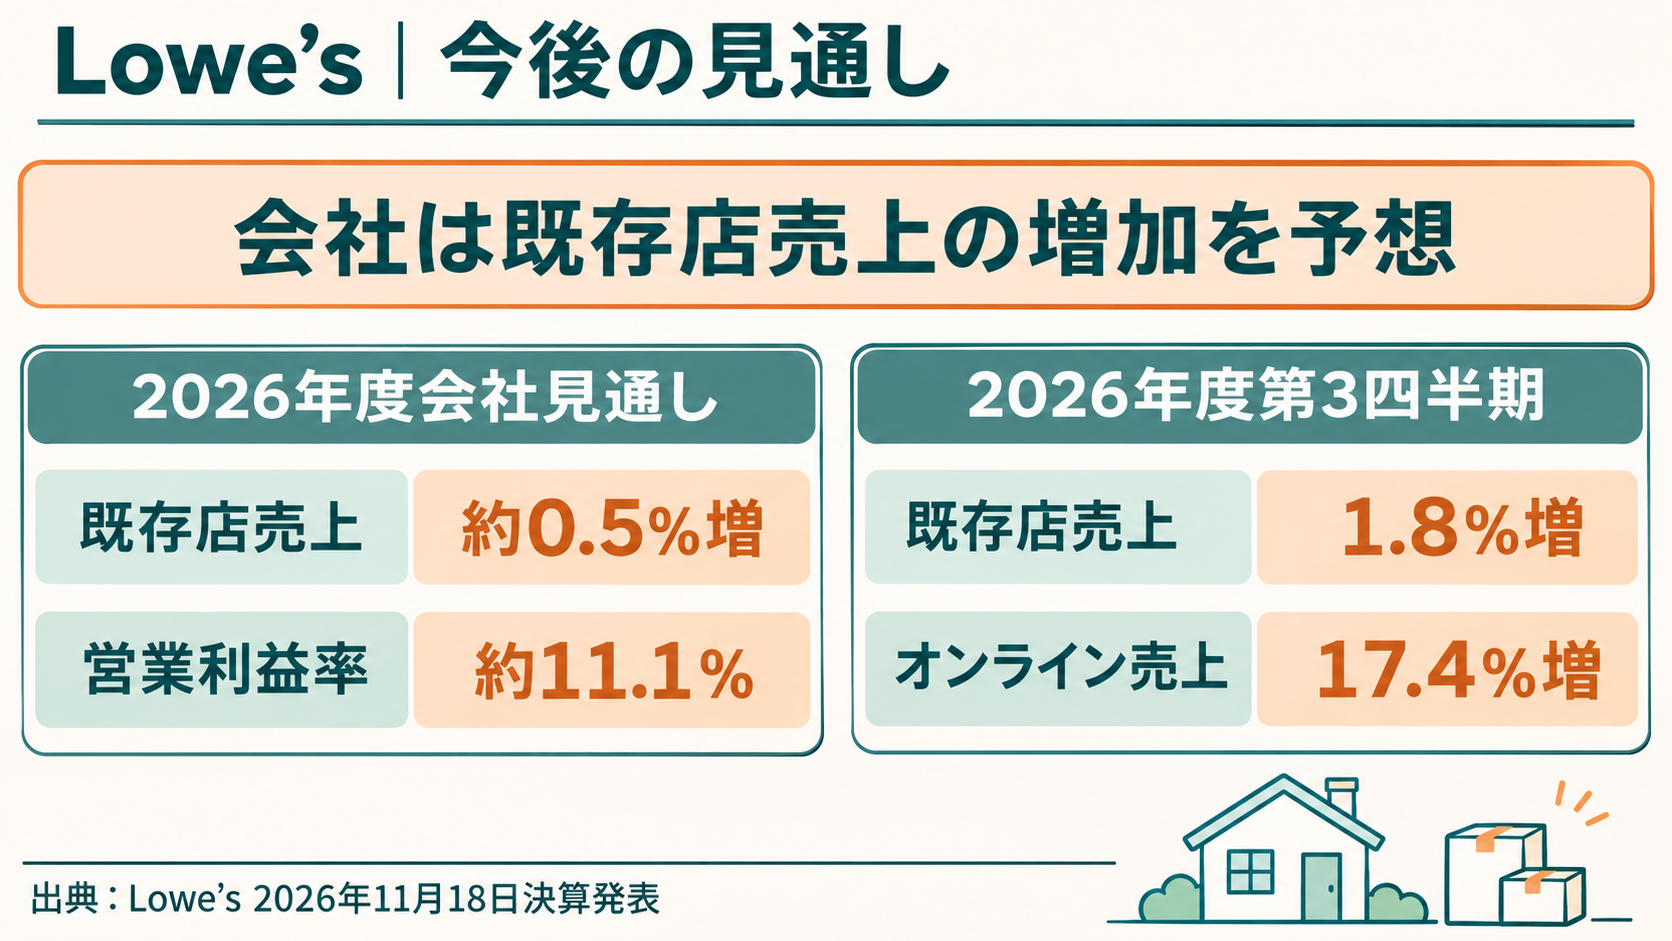 Lowe’s｜今後の見通し
会社は既存店売上の増加を予想
2026年度会社見通し
既存店売上 約0.5%増
営業利益率 約11.1%
2026年度第3四半期
既存店売上 1.8%増
オンライン売上 17.4%増
出典：Lowe’s 2026年11月18日決算発表